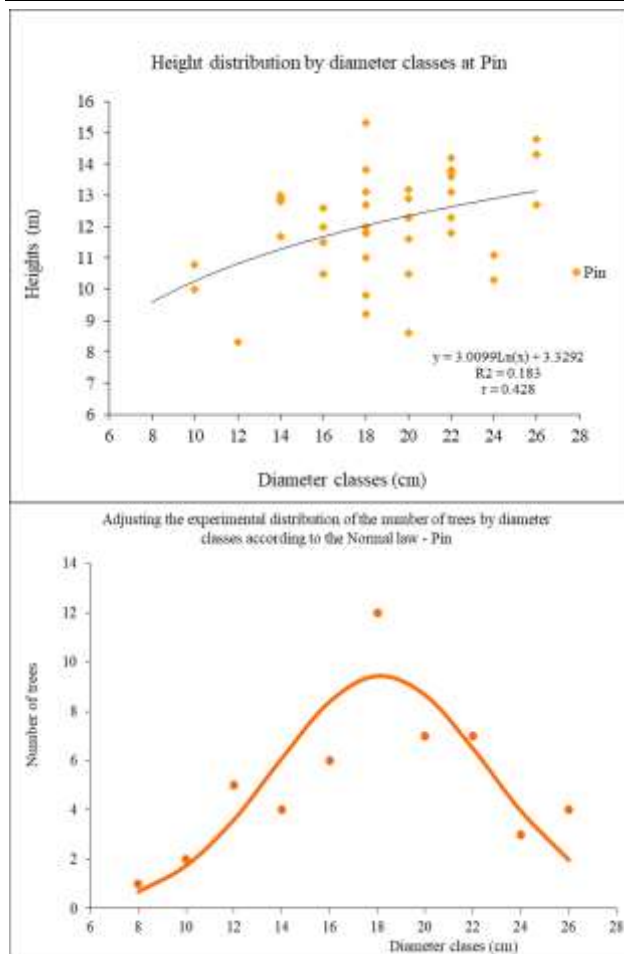 Height distribution by diameter classes at Pin
16
15
14
13
12
11
10
9
8
7
6
Heights (m)
Pin
y = 3.0099Ln(x) + 3.3292
R2 = 0.183
r = 0.428
6 8 10 12 14 16 18 20 22 24 26 28
Diameter classes (cm)
Adjusting the experimental distribution of the number of trees by diameter
classes according to the Normal law - Pin
14
12
10
8
6
4
2
0
Number of trees
6 8 10 12 14 16 18 20 22 24 26 28
Diameter clases (cm)